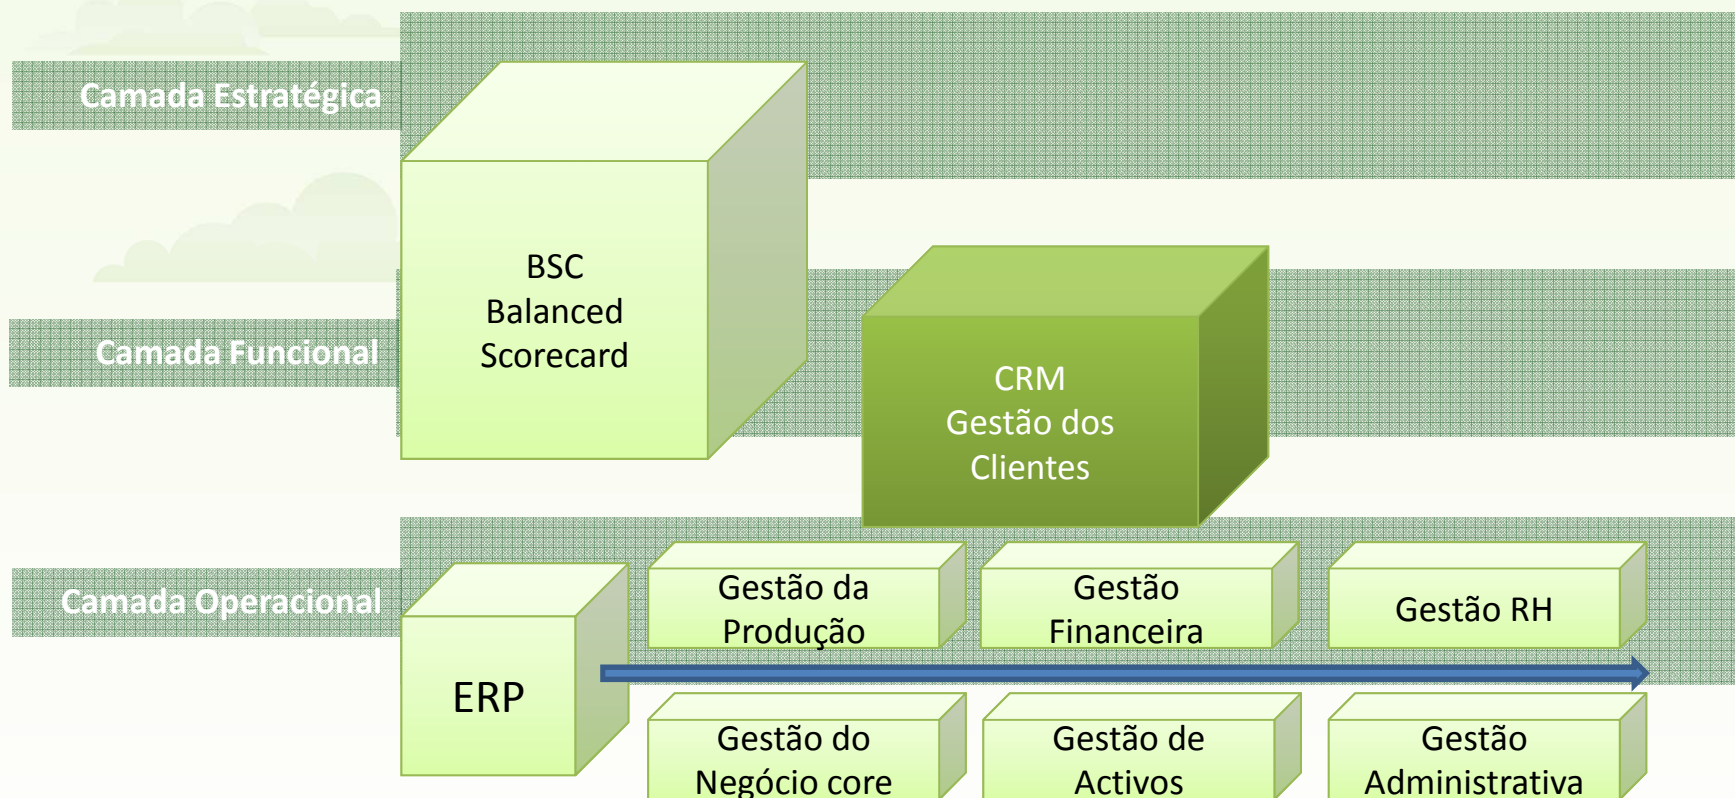 Camada Estratégica
BSC
Balanced
Scorecard
Camada Funcional
CRM
Gestão dos
Clientes
Camada Operacional
ERP
Gestão da
Produção
Gestão
Financeira
Gestão RH
Gestão do
Negócio core
Gestão de
Activos
Gestão
Administrativa